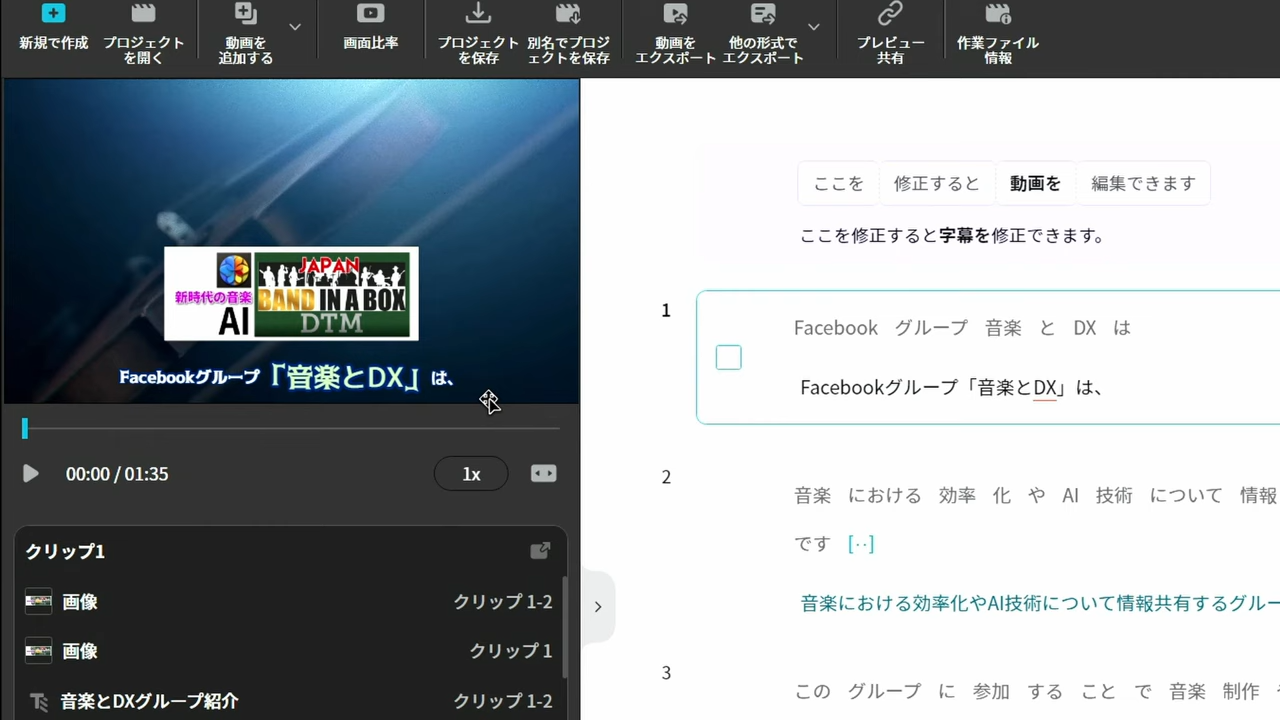 新規で作成
プロジェクト
を開く
動画を
追加する
画面比率
プロジェクト
を保存
別名でプロジ
ェクトを保存
動画を
エクスポート
他の形式で
エクスポート
プレビュー
共有
作業ファイル
情報
新時代の音楽
AI
JAPAN
BAND IN A BOX
DTM
Facebookグループ「音楽とDX」は、
00:00 / 01:35
1x
クリップ1
画像 クリップ 1-2
画像 クリップ 1
音楽とDXグループ紹介 クリップ 1-2
ここを 修正すると 動画を 編集できます
ここを修正すると字幕を修正できます。
1
Facebook グループ 音楽 と DX は
Facebookグループ「音楽とDX」は、
2
音楽 における 効率 化 や AI 技術 について 情報
です [··]
音楽における効率化やAI技術について情報共有するグルー
3
この グループ に 参加 する こと で 音楽 制作